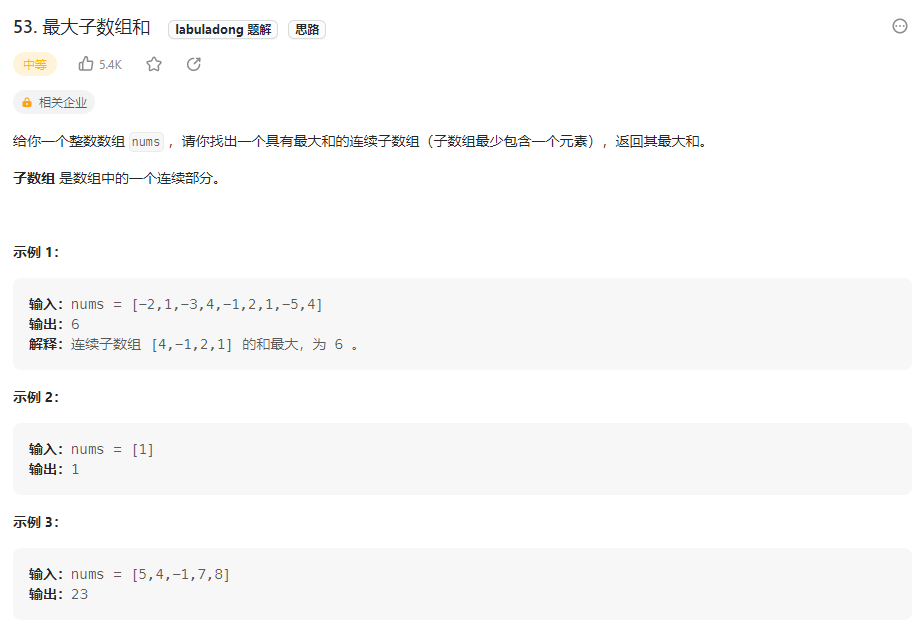 53. 最大子数组和 labuladong 题解 思路
中等 5.4K
相关企业
给你一个整数数组 nums ，请你找出一个具有最大和的连续子数组（子数组最少包含一个元素），返回其最大和。
子数组 是数组中的一个连续部分。
示例 1：
输入：nums = [-2,1,-3,4,-1,2,1,-5,4]
输出：6
解释：连续子数组 [4,-1,2,1] 的和最大，为 6 。
示例 2：
输入：nums = [1]
输出：1
示例 3：
输入：nums = [5,4,-1,7,8]
输出：23